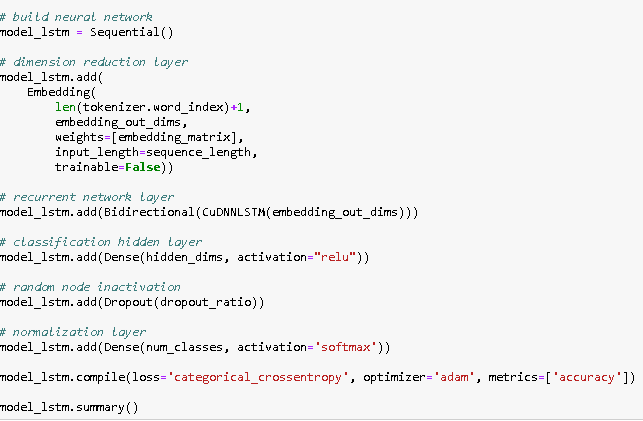 # build neural network
model_lstm = Sequential()
# dimension reduction layer
model_lstm.add(
Embedding(
len(tokenizer.word_index)+1,
embedding_out_dims,
weights=[embedding_matrix],
input_length=sequence_length,
trainable=False))
# recurrent network layer
model_lstm.add(Bidirectional(CuDNNLSTM(embedding_out_dims)))
# classification hidden layer
model_lstm.add(Dense(hidden_dims, activation="relu"))
# random node inactivation
model_lstm.add(Dropout(dropout_ratio))
# normalization layer
model_lstm.add(Dense(num_classes, activation='softmax'))
model_lstm.compile(loss='categorical_crossentropy', optimizer='adam', metrics=['accuracy'])
model_lstm.summary()